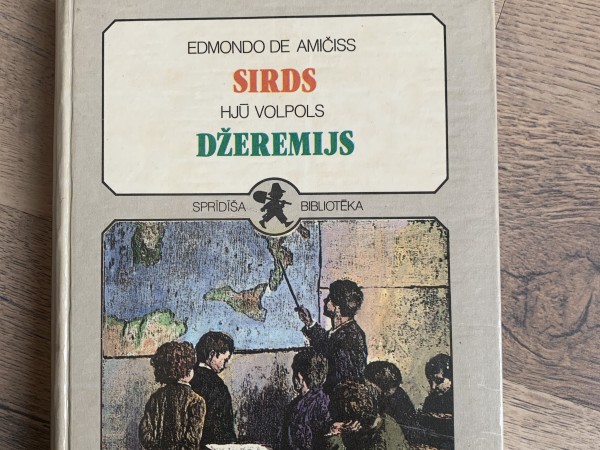 EDMONDO DE AMIČISS
SIRDS
HJŪ VOLPOLS
DŽEREMIJS
SPRĪDĪŠA BIBLIOTĒKA